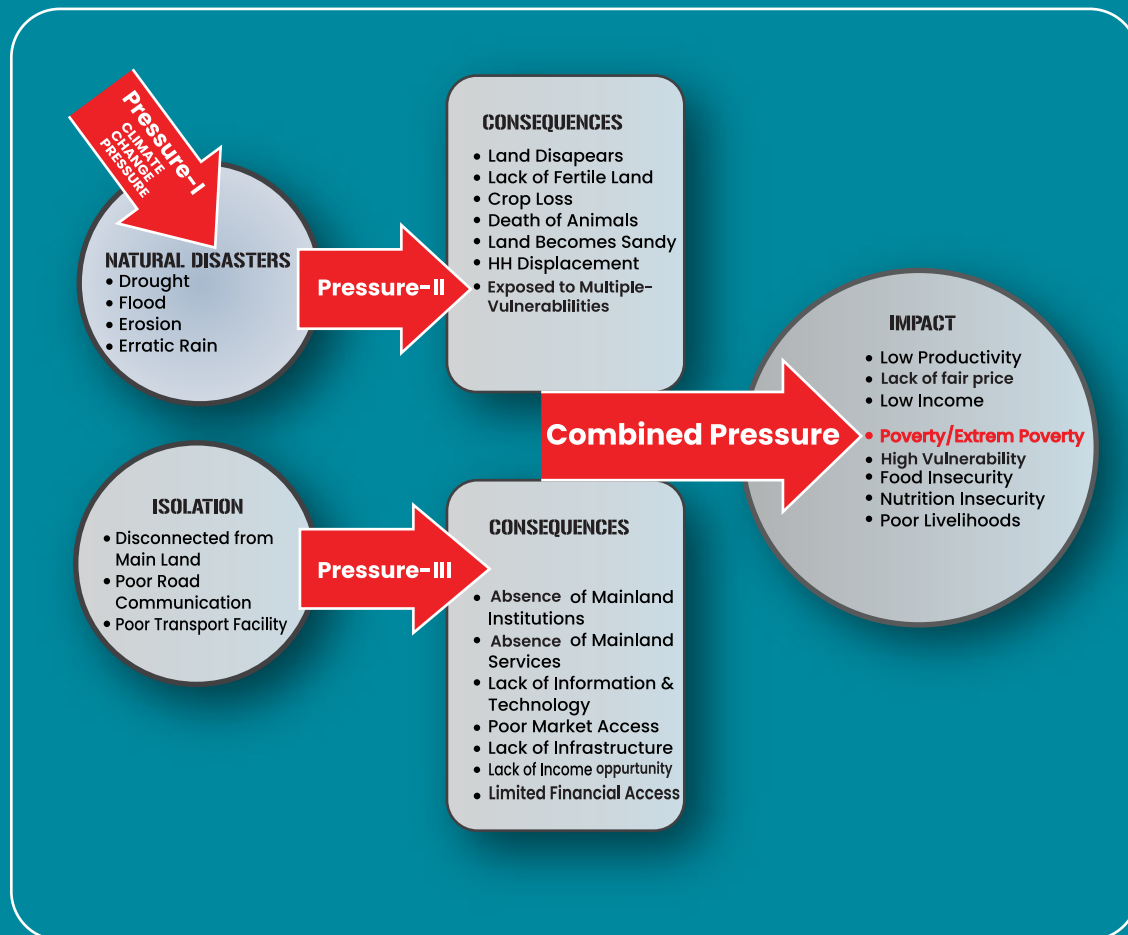 Pressure-I
CLIMATE
CHANGE
PRESSURE
NATURAL DISASTERS
• Drought
• Flood
• Erosion
• Erratic Rain
Pressure-II
CONSEQUENCES
• Land Disapears
• Lack of Fertile Land
• Crop Loss
• Death of Animals
• Land Becomes Sandy
• HH Displacement
• Exposed to Multiple-
Vulnerablilities
ISOLATION
• Disconnected from
Main Land
• Poor Road
Communication
• Poor Transport Facility
Pressure-III
CONSEQUENCES
• Absence of Mainland
Institutions
• Absence of Mainland
Services
• Lack of Information &
Technology
• Poor Market Access
• Lack of Infrastructure
• Lack of Income oppurtunity
• Limited Financial Access
Combined Pressure
IMPACT
• Low Productivity
• Lack of fair price
• Low Income
• Poverty/Extrem Poverty
• High Vulnerability
• Food Insecurity
• Nutrition Insecurity
• Poor Livelihoods